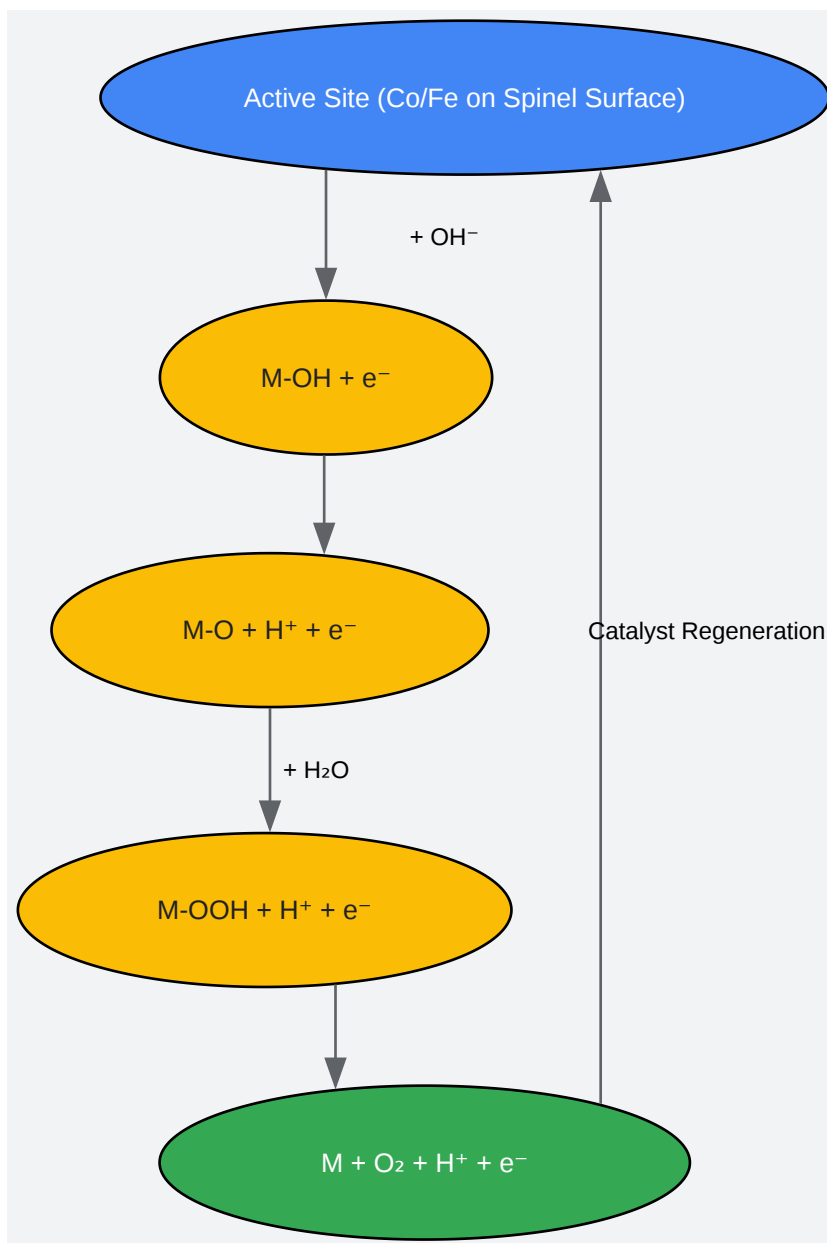 Active Site (Co/Fe on Spinel Surface)
+ OH⁻
M-OH + e⁻
M-O + H⁺ + e⁻
Catalyst Regeneration
+ H₂O
M-OOH + H⁺ + e⁻
M + O₂ + H⁺ + e⁻